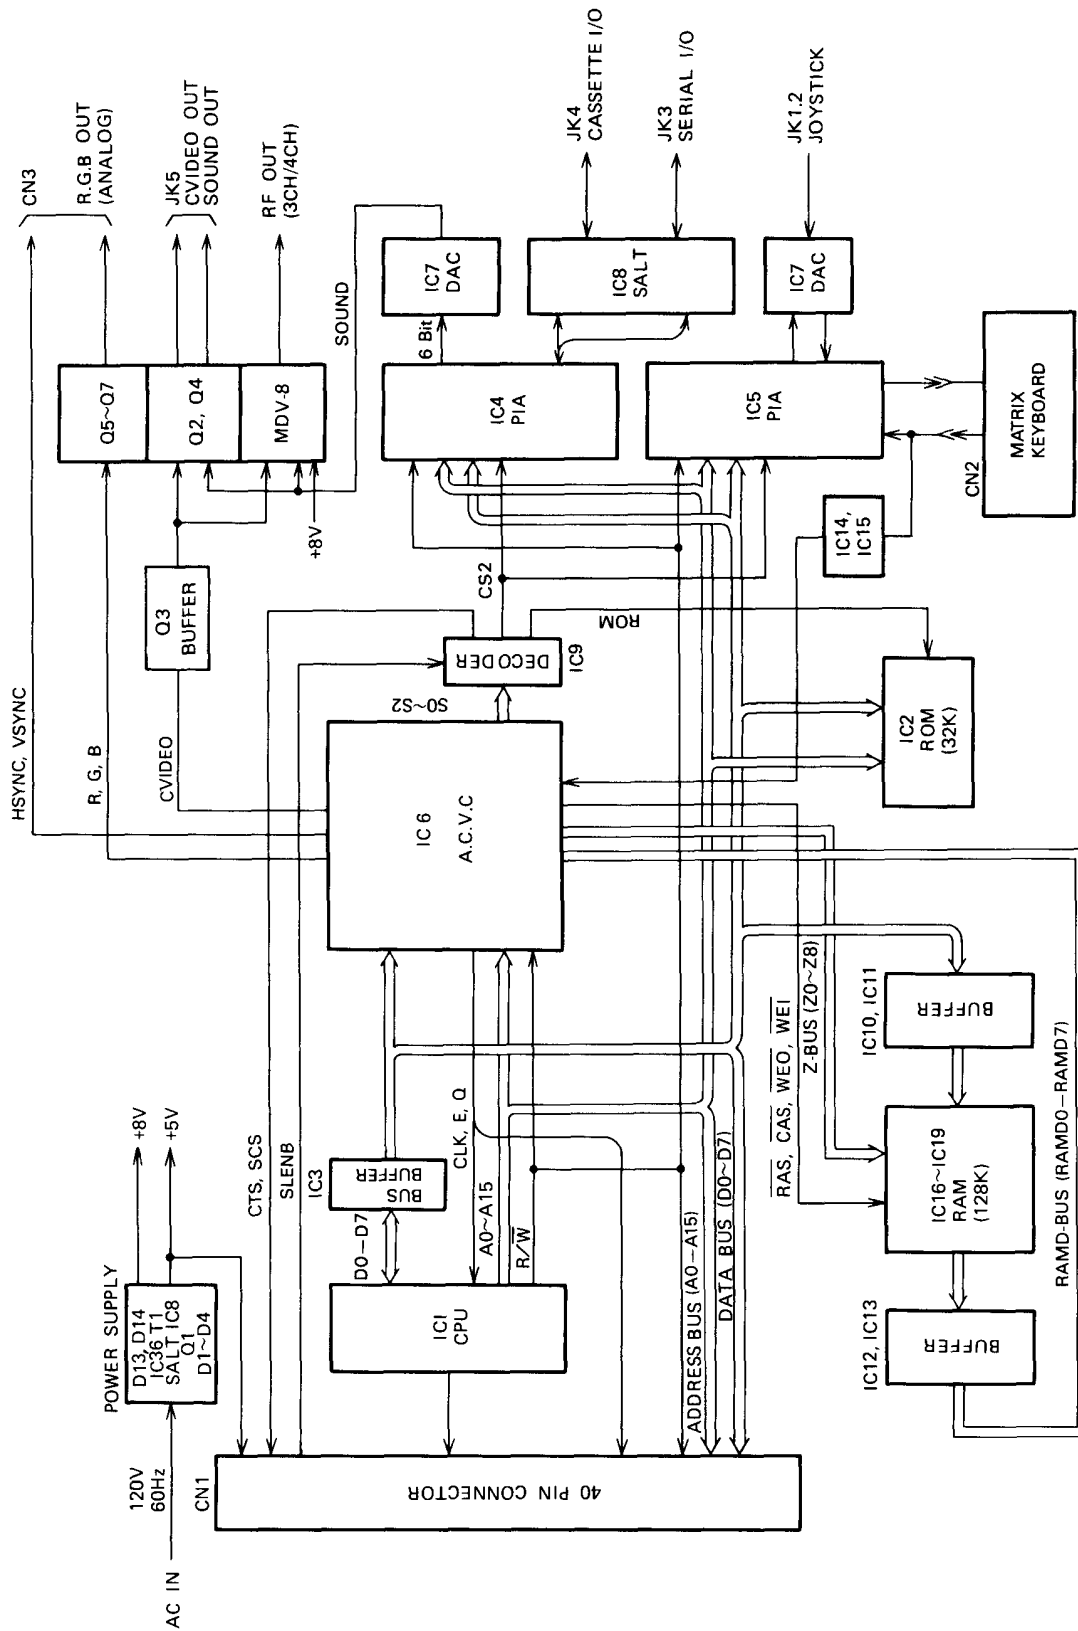 AC IN
120V
60Hz
POWER SUPPLY
D13, D14
IC36 T1
SALT IC8
Q1
D1~D4
+8V
+5V
CN1
40 PIN CONNECTOR
CTS, SCS
SLENB
IC1
CPU
D0–D7
IC3
BUS
BUFFER
CLK, E, Q
A0~A15
R/W̅
ADDRESS BUS (A0–A15)
DATA BUS (D0~D7)
IC 6
A.C.V.C
HSYNC, VSYNC
R, G, B
CVIDEO
Q3
BUFFER
S0~S2
DECODER
IC9
CS2
ROM
Q5~Q7
Q2, Q4
MDV-8
+8V
SOUND
CN3
R.G.B OUT
(ANALOG)
JK5
CVIDEO OUT
SOUND OUT
RF OUT
(3CH/4CH)
IC4
PIA
6 Bit
IC7
DAC
IC8
SALT
JK4
CASSETTE I/O
JK3
SERIAL I/O
IC5
PIA
IC7
DAC
JK1.2
JOYSTICK
IC14,
IC15
CN2
MATRIX
KEYBOARD
IC2
ROM
(32K)
R̅A̅S̅, C̅A̅S̅, W̅E̅O̅, W̅E̅I̅
Z-BUS (Z0~Z8)
IC10, IC11
BUFFER
IC16~IC19
RAM
(128K)
IC12, IC13
BUFFER
RAMD-BUS (RAMD0–RAMD7)